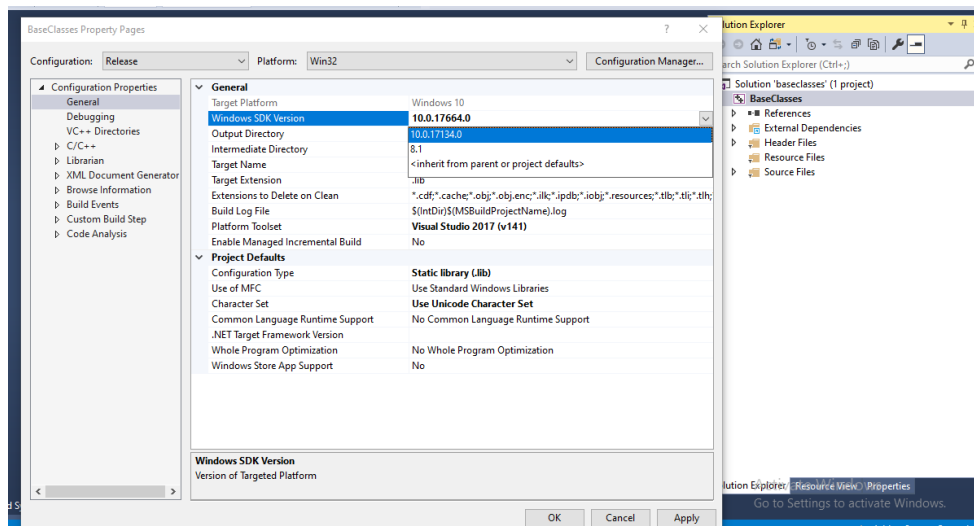 BaseClasses Property Pages ? ×
Configuration: Release Platform: Win32 Configuration Manager...
Configuration Properties
General
Debugging
VC++ Directories
C/C++
Librarian
XML Document Generator
Browse Information
Build Events
Custom Build Step
Code Analysis
General
Target Platform Windows 10
Windows SDK Version 10.0.17664.0
Output Directory 10.0.17134.0
Intermediate Directory 8.1
Target Name <inherit from parent or project defaults>
Target Extension .lib
Extensions to Delete on Clean *.cdf;*.cache;*.obj;*.obj.enc;*.ilk;*.ipdb;*.iobj;*.resources;*.tlb;*.tli;*.tlh;
Build Log File $(IntDir)$(MSBuildProjectName).log
Platform Toolset Visual Studio 2017 (v141)
Enable Managed Incremental Build No
Project Defaults
Configuration Type Static library (.lib)
Use of MFC Use Standard Windows Libraries
Character Set Use Unicode Character Set
Common Language Runtime Support No Common Language Runtime Support
.NET Target Framework Version
Whole Program Optimization No Whole Program Optimization
Windows Store App Support No
Windows SDK Version
Version of Targeted Platform
OK Cancel Apply
lution Explorer
arch Solution Explorer (Ctrl+;)
Solution 'baseclasses' (1 project)
BaseClasses
References
External Dependencies
Header Files
Resource Files
Source Files
lution Explorer Resource View Properties
Activate Windows
Go to Settings to activate Windows.